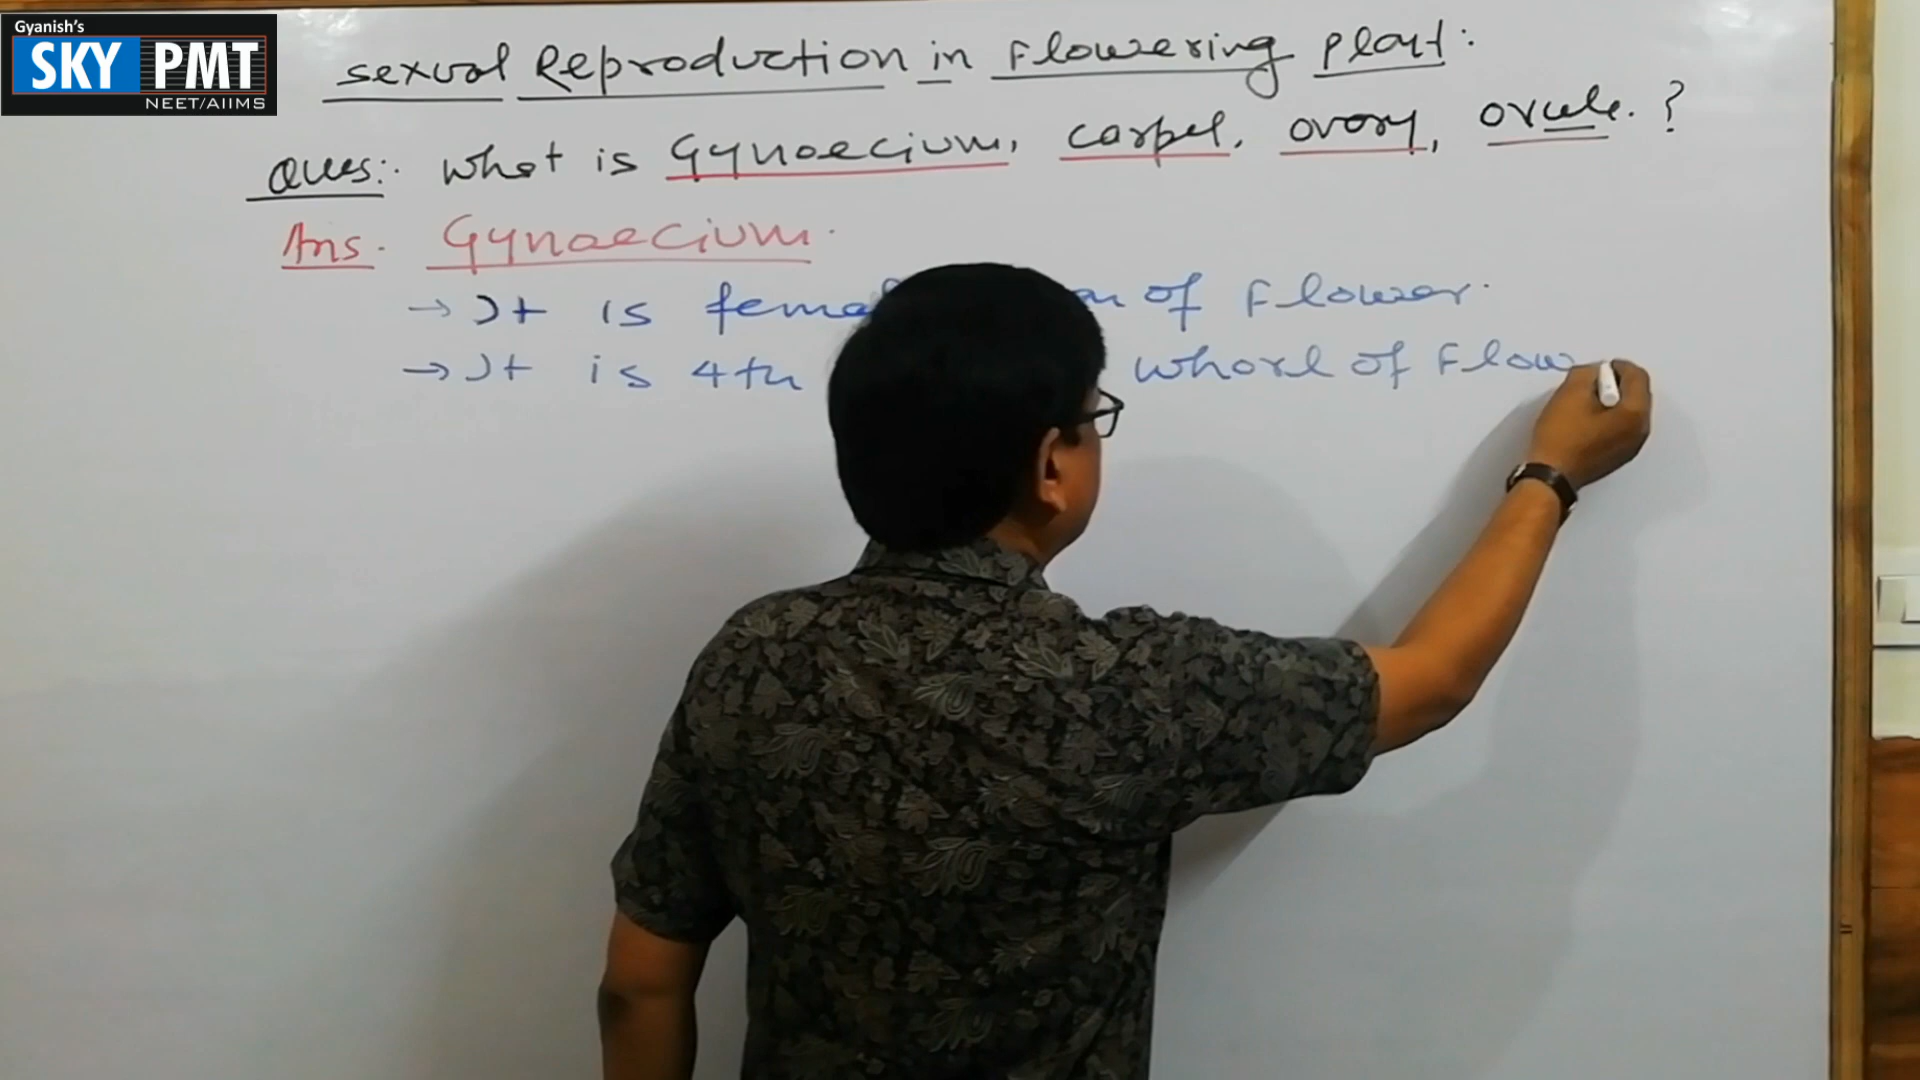 Gyanish's
SKY PMT
NEET/AIIMS
Sexual Reproduction in Flowering Plant:
Ques:. What is Gynoecium, carpel, ovary, ovule. ?
Ans. Gynoecium.
→ It is of Flower.
→ It is 4th whorl of Flow